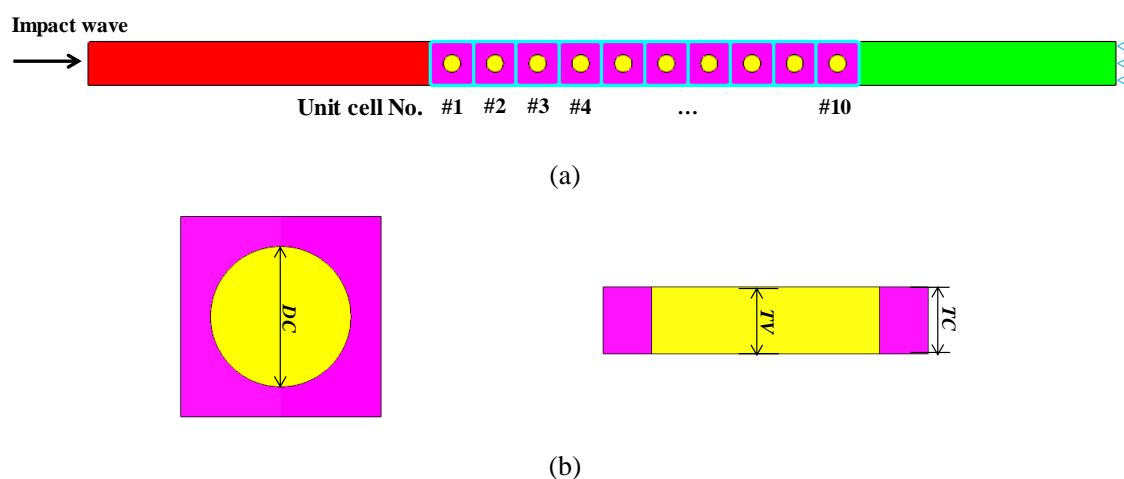 Impact wave
Unit cell No. #1 #2 #3 #4 … #10
(a)
DC
TV
TC
(b)